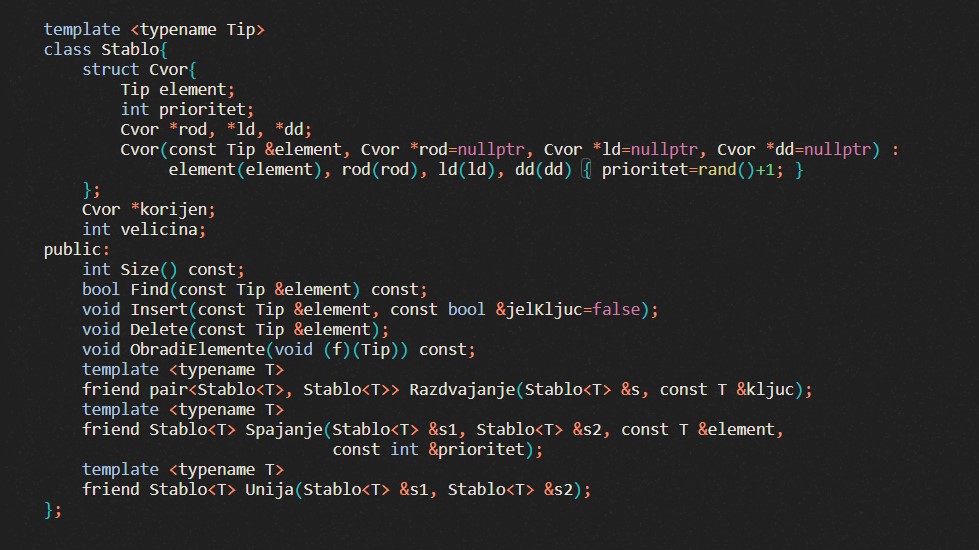 template <typename Tip>
class Stablo{
    struct Cvor{
        Tip element;
        int prioritet;
        Cvor *rod, *ld, *dd;
        Cvor(const Tip &element, Cvor *rod=nullptr, Cvor *ld=nullptr, Cvor *dd=nullptr) :
             element(element), rod(rod), ld(ld), dd(dd) { prioritet=rand()+1; }
    };
    Cvor *korijen;
    int velicina;
public:
    int Size() const;
    bool Find(const Tip &element) const;
    void Insert(const Tip &element, const bool &jelKljuc=false);
    void Delete(const Tip &element);
    void ObradiElemente(void (f)(Tip)) const;
    template <typename T>
    friend pair<Stablo<T>, Stablo<T>> Razdvajanje(Stablo<T> &s, const T &kljuc);
    template <typename T>
    friend Stablo<T> Spajanje(Stablo<T> &s1, Stablo<T> &s2, const T &element,
                              const int &prioritet);
    template <typename T>
    friend Stablo<T> Unija(Stablo<T> &s1, Stablo<T> &s2);
};